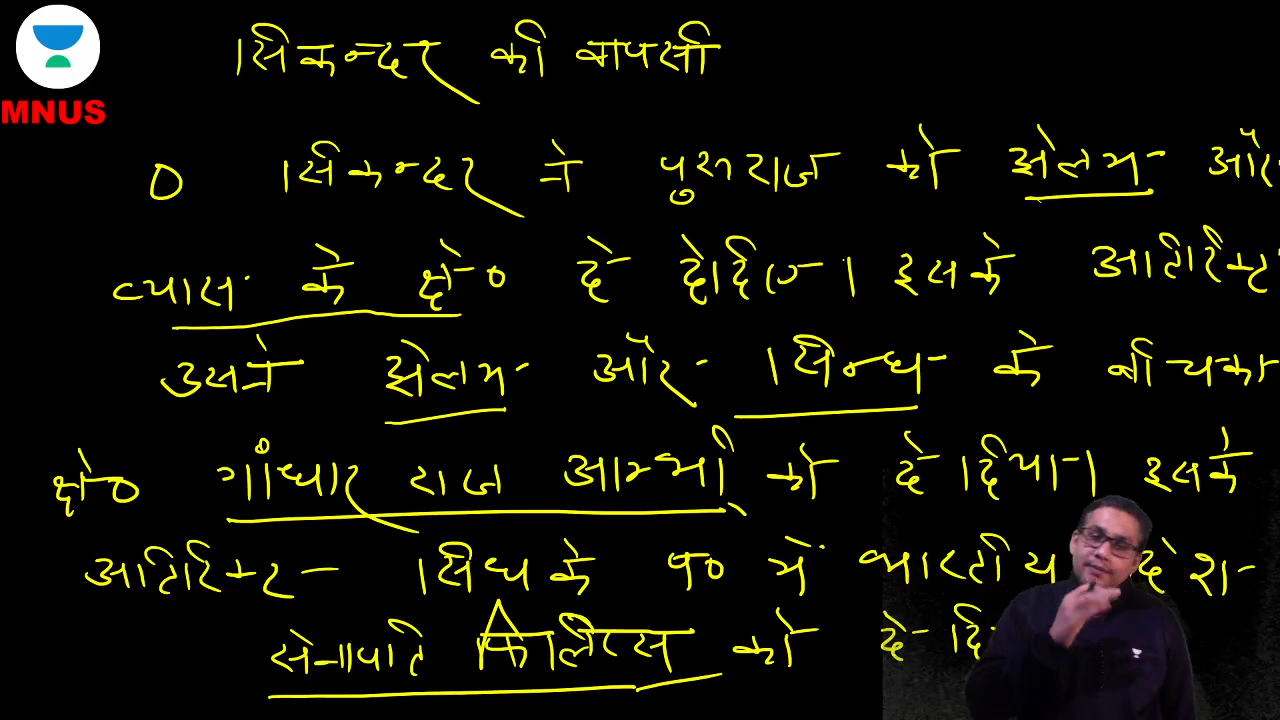 MNUS
सिकन्दर की वापसी
० सिकन्दर ने पुरूराज को झेलम और
व्यास के क्षे० दे दे दिए। इसके अतिरिक्त
उसने झेलम और सिन्ध के बीच का
क्षे० गांधार राज आम्भी को दे दिया। इसके
अतिरिक्त सिंध के प० में भारतीय
सेनापति फिलिप्स को दे दि